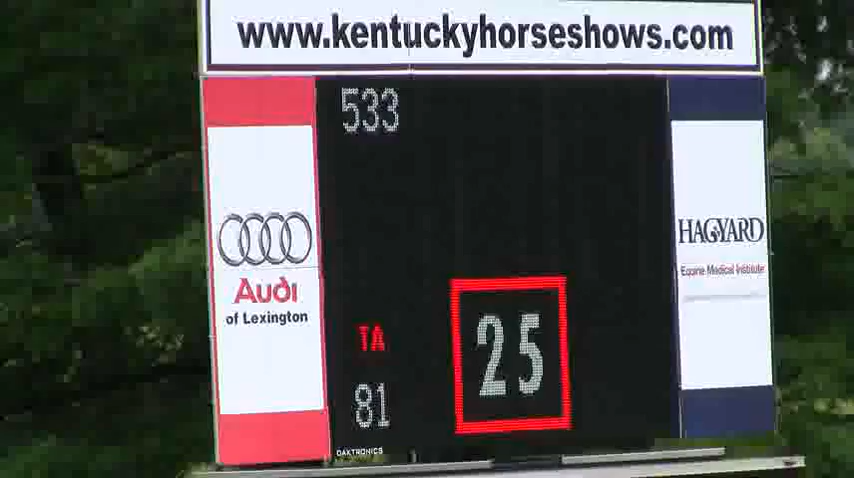 www.kentuckyhorseshows.com
533
Audi
of Lexington
HAGYARD
Equine Medical Institute
TA
25
81
DAKTRONICS